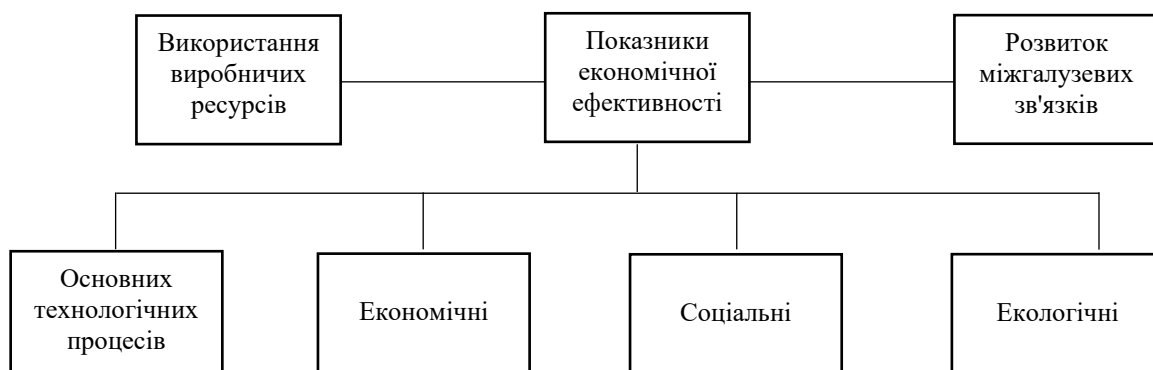 Використання
виробничих
ресурсів
Показники
економічної
ефективності
Розвиток
міжгалузевих
зв'язків
Основних
технологічних
процесів
Економічні
Соціальні
Екологічні